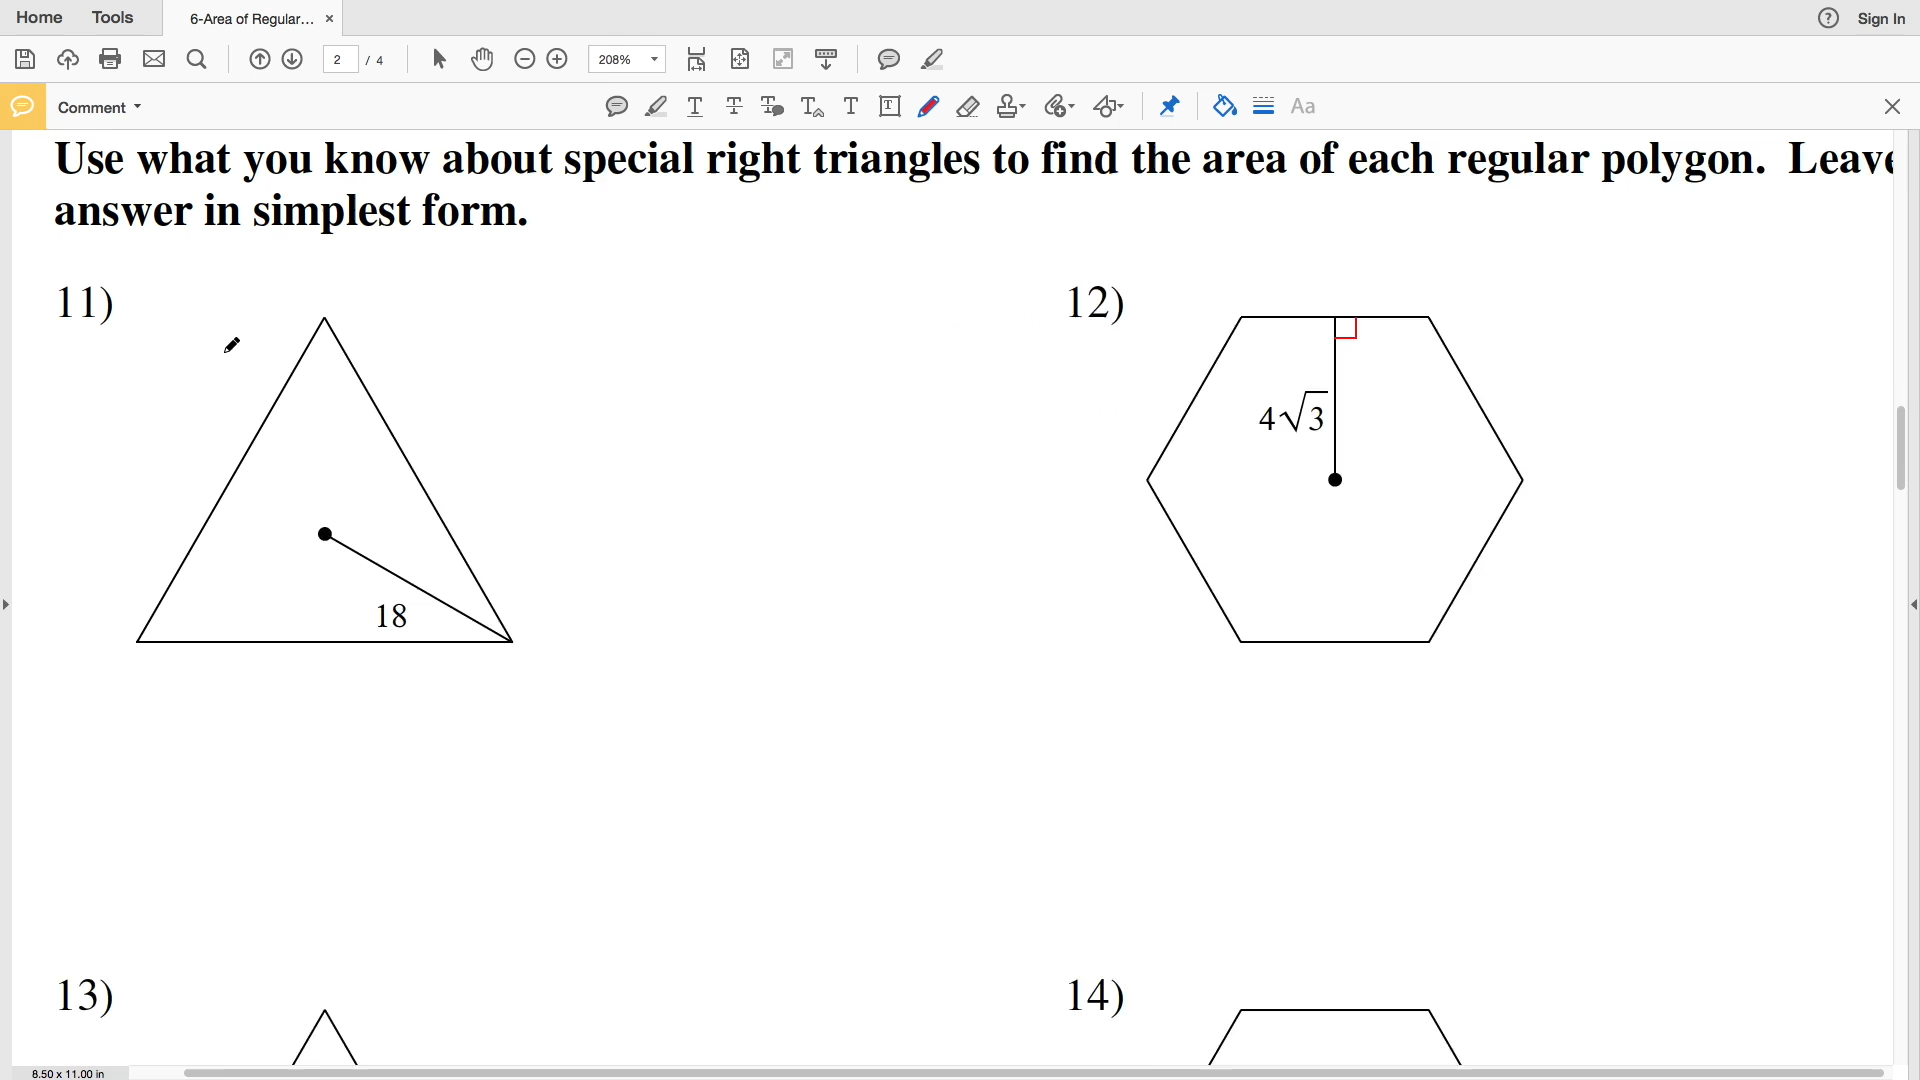 Home Tools 6-Area of Regular... × ? Sign In
2 / 4 208%
Comment T T T T T T Aa
Use what you know about special right triangles to find the area of each regular polygon. Leave
answer in simplest form.
11) 12)
4√3
18
13) 14)
8.50 x 11.00 in